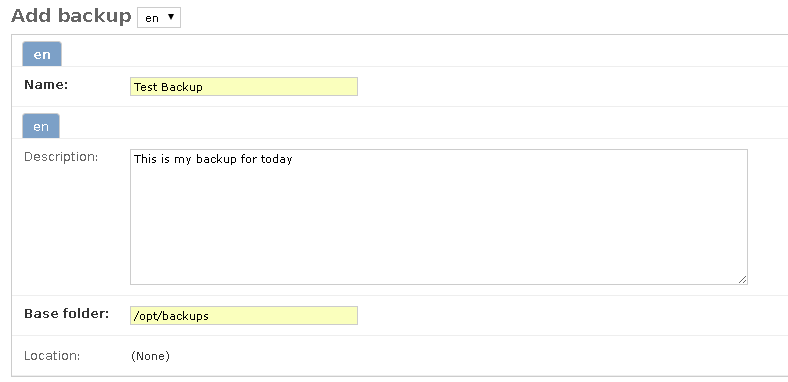 Add backup en
en
Name: Test Backup
en
Description: This is my backup for today
Base folder: /opt/backups
Location: (None)